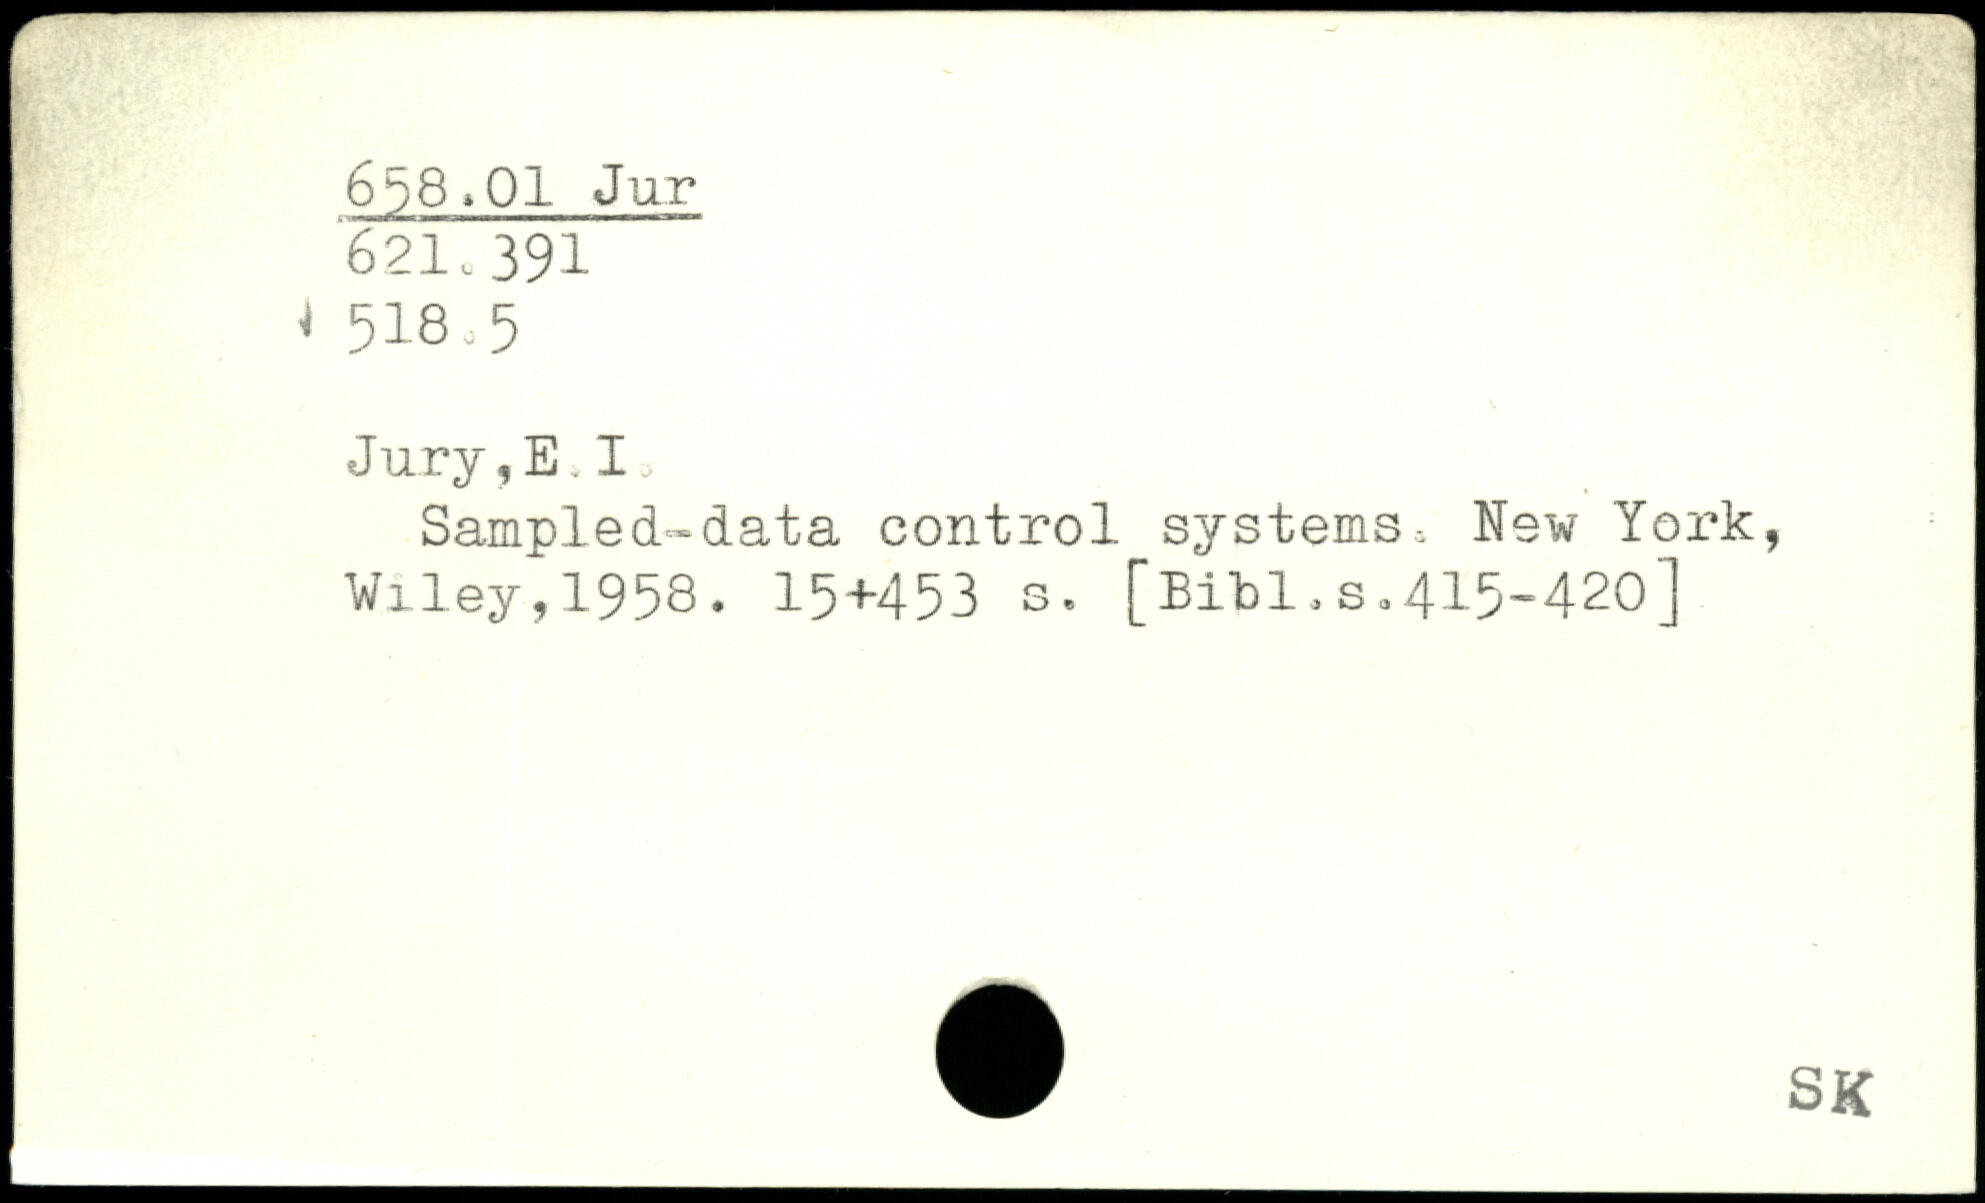 658.01 Jur
621.391
518.5
Jury,E.I.
Sampled-data control systems. New York,
Wiley,1958. 15+453 s. [Bibl.s.415-420]
SK